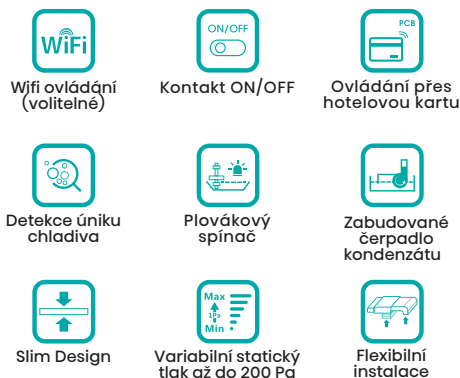 WiFi
ON/OFF
PCB
Wifi ovládání
(volitelné)
Kontakt ON/OFF
Ovládání přes
hotelovou kartu
Detekce úniku
chladiva
Plovákový
spínač
Zabudované
čerpadlo
kondenzátu
Max
1Pa
Min
Slim Design
Variabilní statický
tlak až do 200 Pa
Flexibilní
instalace